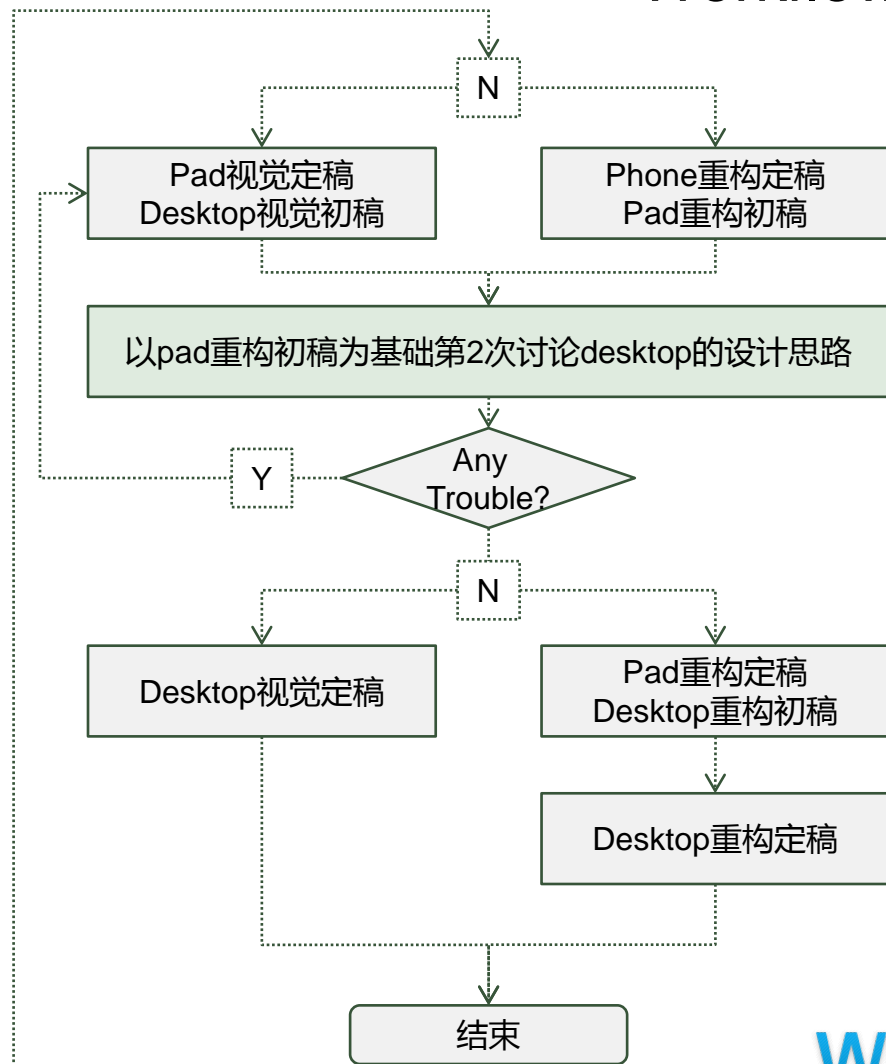 N
Pad视觉定稿
Desktop视觉初稿
Phone重构定稿
Pad重构初稿
以pad重构初稿为基础第2次讨论desktop的设计思路
Any
Trouble?
Y
N
Desktop视觉定稿
Pad重构定稿
Desktop重构初稿
Desktop重构定稿
结束
W